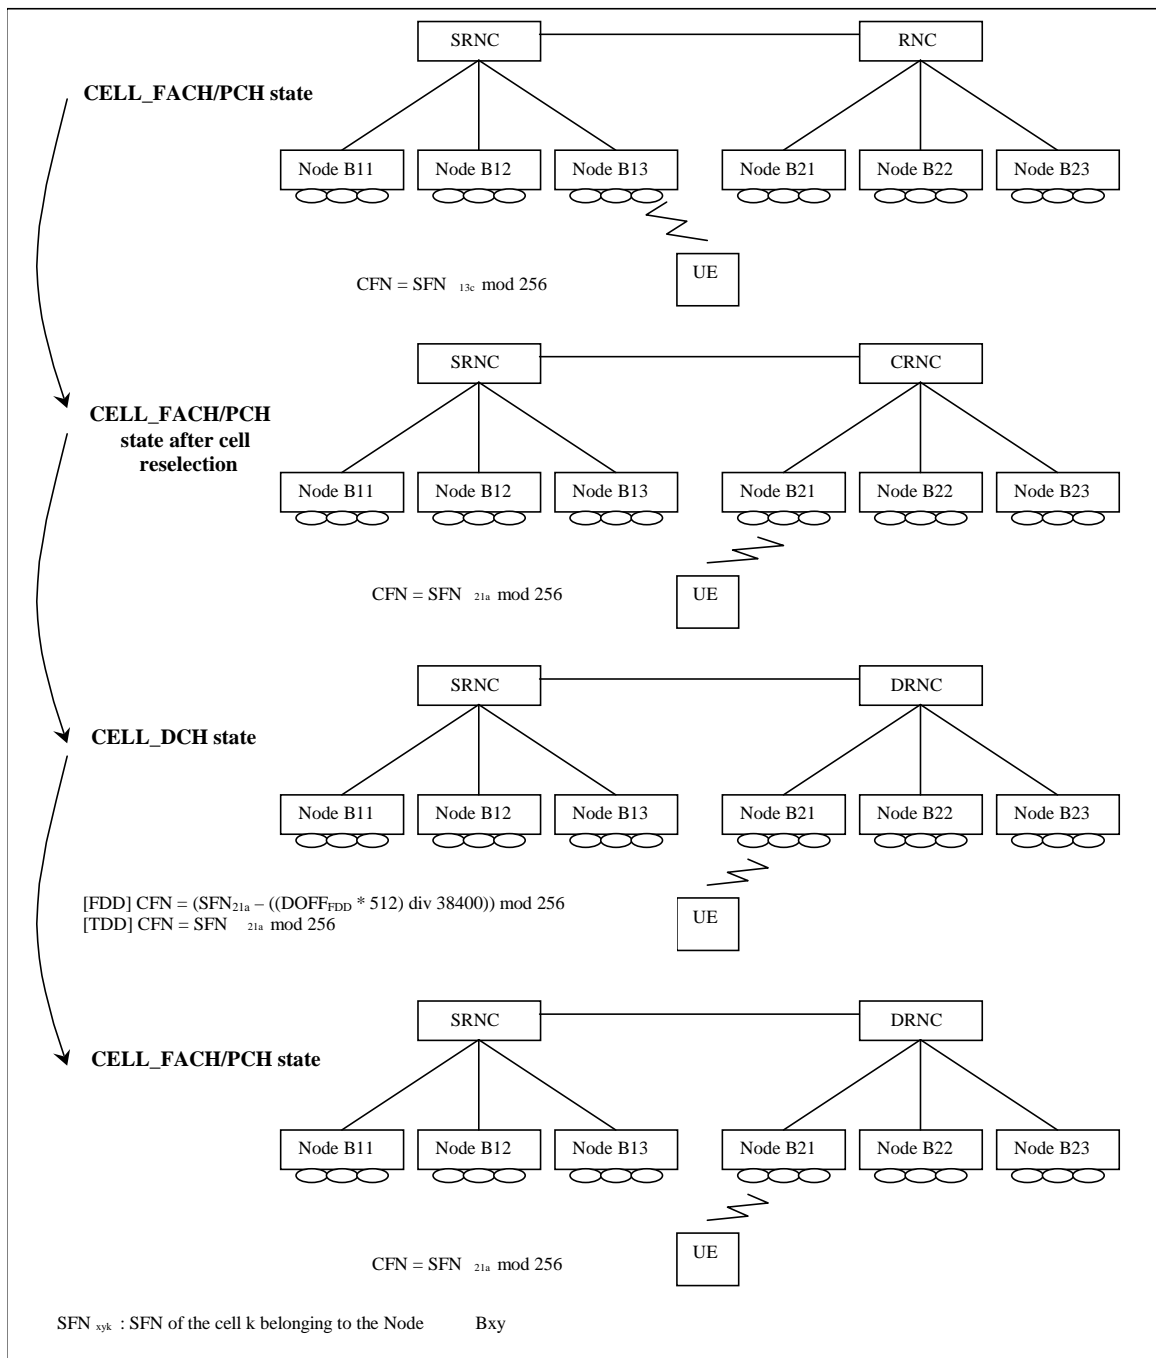 SRNC RNC
CELL_FACH/PCH state
Node B11 Node B12 Node B13 Node B21 Node B22 Node B23
UE
CFN = SFN 13c mod 256
SRNC CRNC
CELL_FACH/PCH
state after cell
reselection
Node B11 Node B12 Node B13 Node B21 Node B22 Node B23
UE
CFN = SFN 21a mod 256
SRNC DRNC
CELL_DCH state
Node B11 Node B12 Node B13 Node B21 Node B22 Node B23
[FDD] CFN = (SFN21a – ((DOFFFDD * 512) div 38400)) mod 256
UE
[TDD] CFN = SFN 21a mod 256
SRNC DRNC
CELL_FACH/PCH state
Node B11 Node B12 Node B13 Node B21 Node B22 Node B23
UE
CFN = SFN 21a mod 256
SFN xyk : SFN of the cell k belonging to the Node Bxy